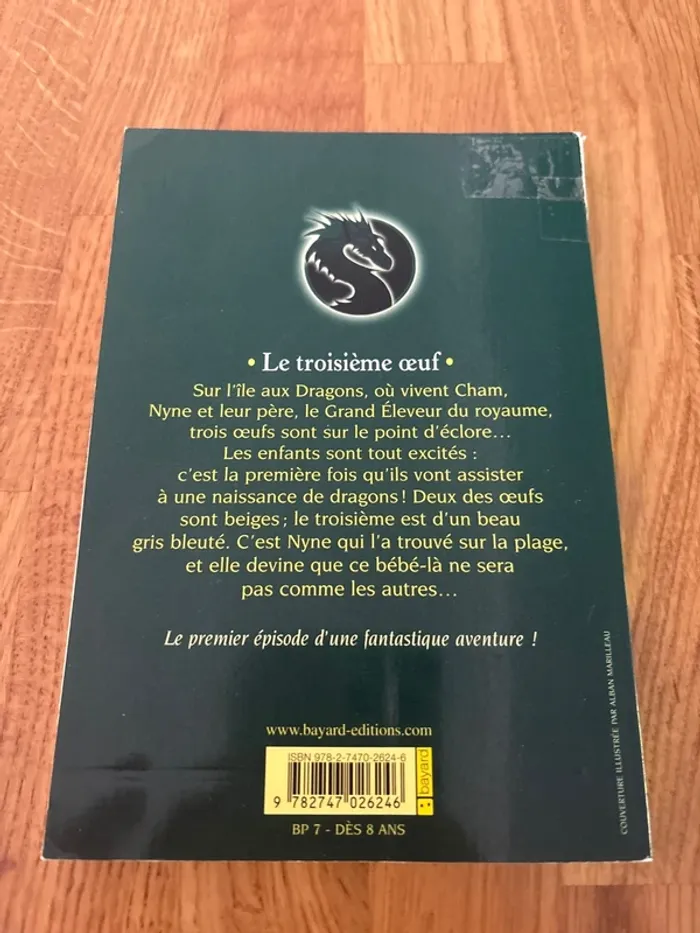 • Le troisième œuf •
Sur l'île aux Dragons, où vivent Cham,
Nyne et leur père, le Grand Éleveur du royaume,
trois œufs sont sur le point d'éclore…
Les enfants sont tout excités :
c'est la première fois qu'ils vont assister
à une naissance de dragons ! Deux des œufs
sont beiges ; le troisième est d'un beau
gris bleuté. C'est Nyne qui l'a trouvé sur la plage,
et elle devine que ce bébé-là ne sera
pas comme les autres…
Le premier épisode d'une fantastique aventure !
www.bayard-editions.com
ISBN 978-2-7470-2624-6
9 782747 026246
bayard
BP 7 - DÈS 8 ANS
COUVERTURE ILLUSTRÉE PAR ALBAN MARILLEAU